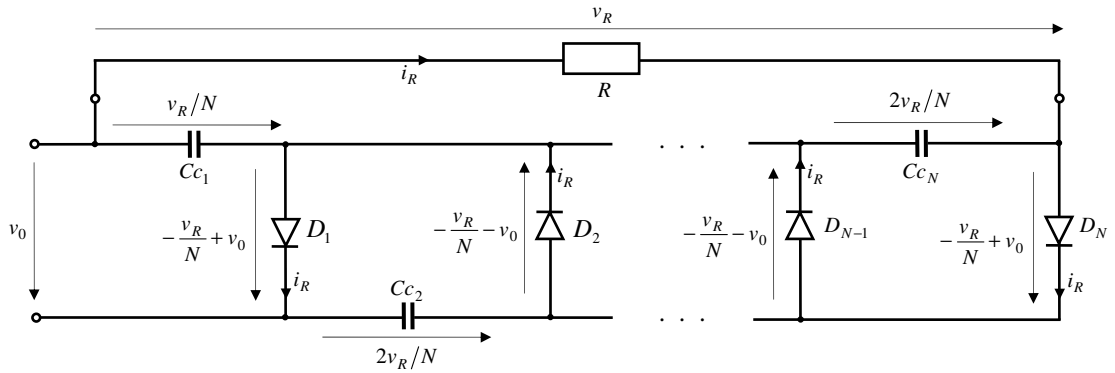 v_R
i_R
R
v_R/N
2v_R/N
. . .
Cc_1
i_R
i_R
Cc_N
v_0
-v_R/N + v_0
D_1
-v_R/N - v_0
D_2
-v_R/N - v_0
D_{N-1}
-v_R/N + v_0
D_N
i_R
Cc_2
i_R
. . .
2v_R/N